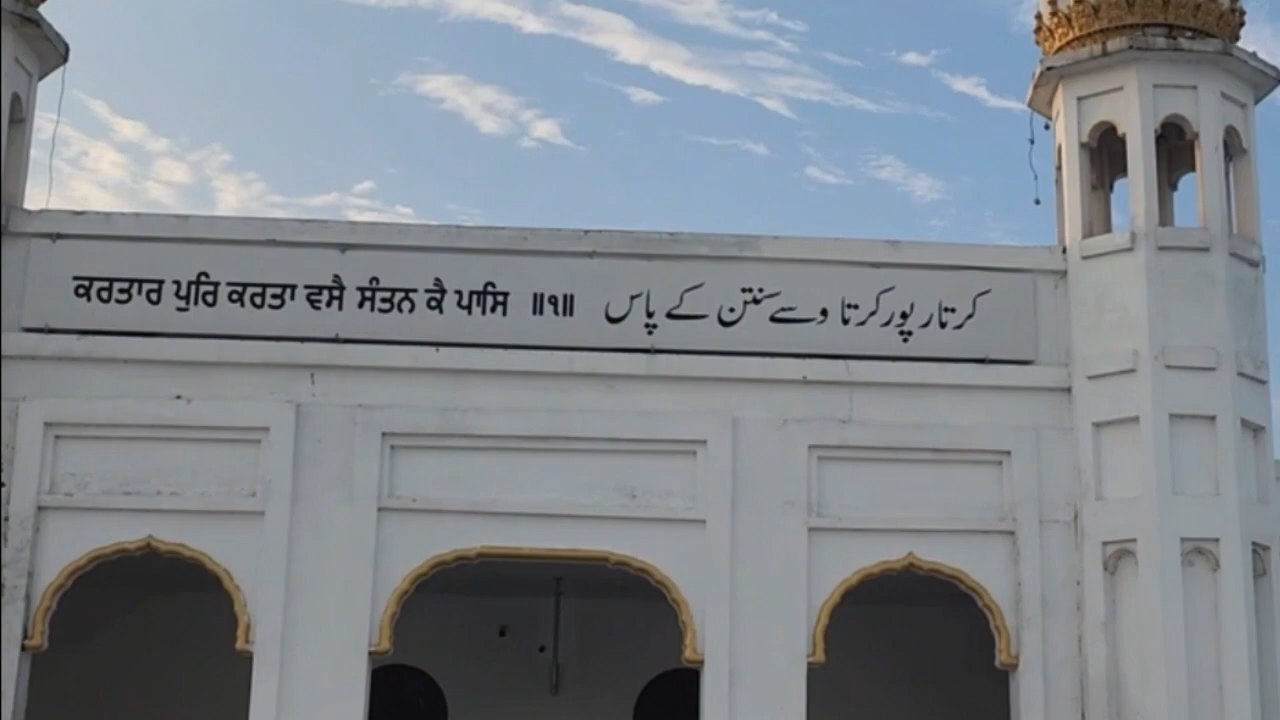 ਕਰਤਾਰ ਪੁਰਿ ਕਰਤਾ ਵਸੈ ਸੰਤਨ ਕੈ ਪਾਸਿ ॥੧॥ کرتار پور کرتا وسے سنتن کے پاس